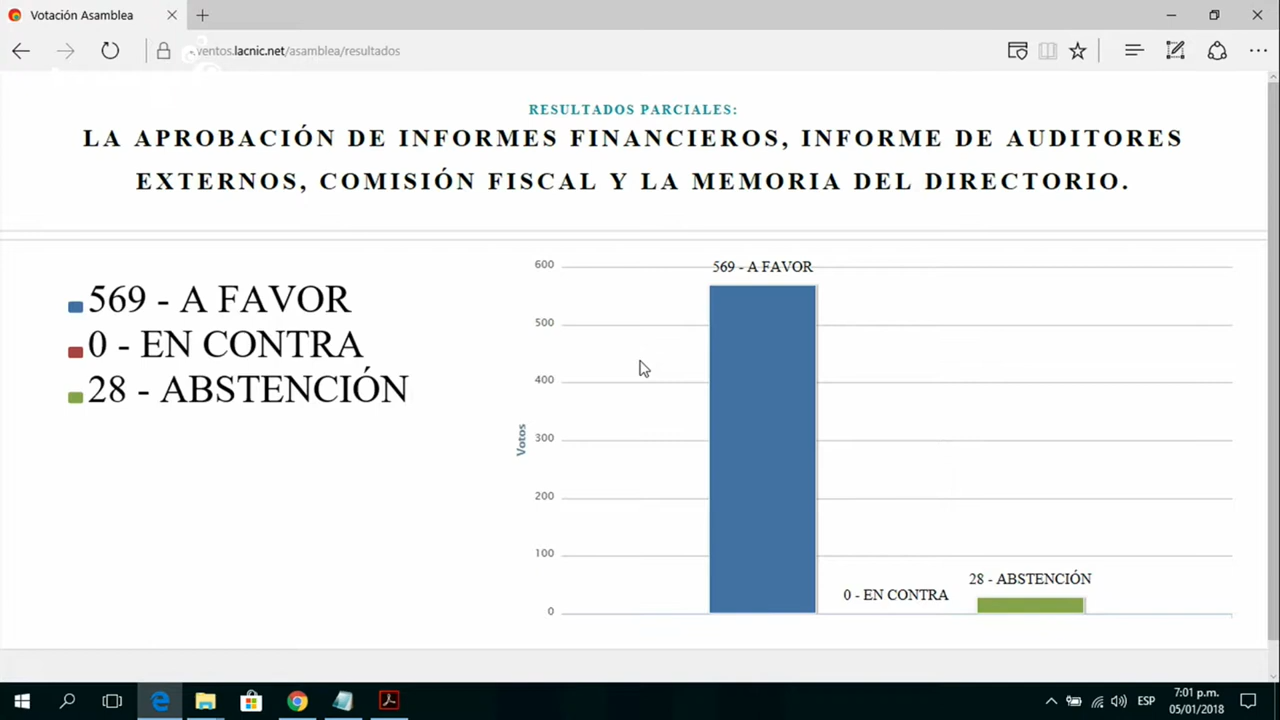 Votación Asamblea
ventos.lacnic.net/asamblea/resultados
RESULTADOS PARCIALES:
LA APROBACIÓN DE INFORMES FINANCIEROS, INFORME DE AUDITORES
EXTERNOS, COMISIÓN FISCAL Y LA MEMORIA DEL DIRECTORIO.
569 - A FAVOR
0 - EN CONTRA
28 - ABSTENCIÓN
Votos
600
500
400
300
200
100
0
569 - A FAVOR
0 - EN CONTRA
28 - ABSTENCIÓN
ESP
7:01 p.m.
05/01/2018